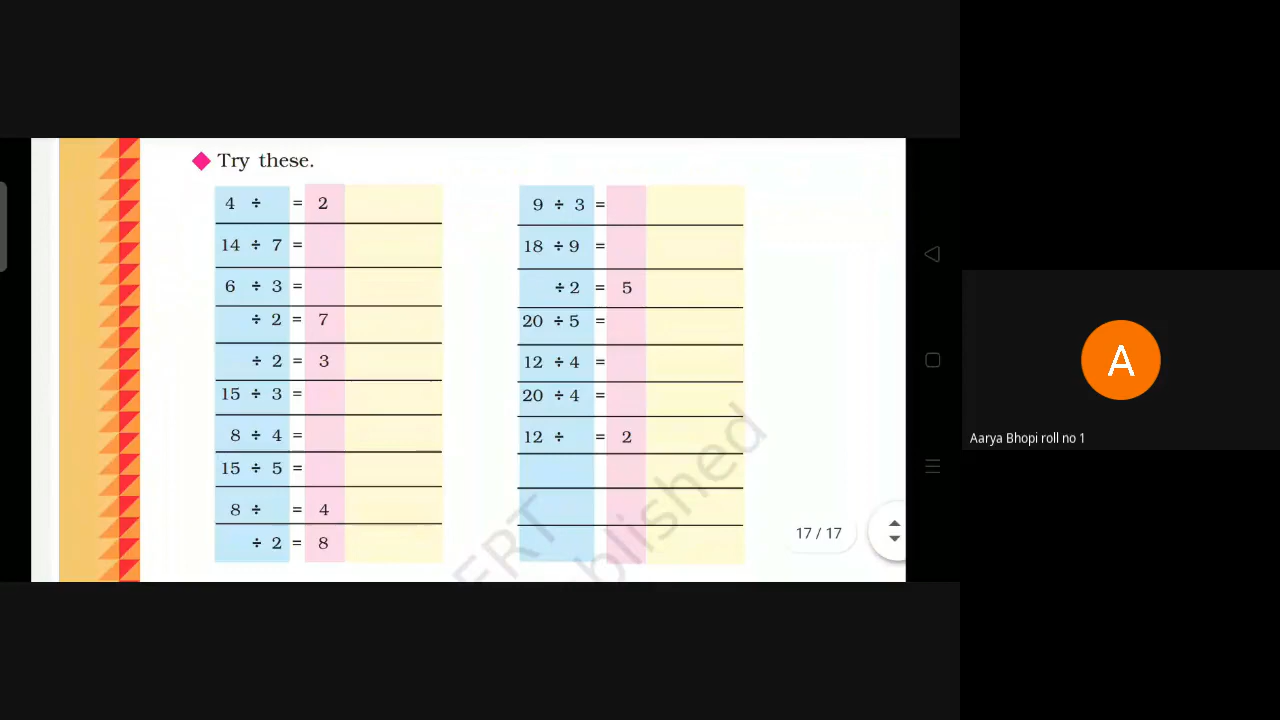 Try these.
4 ÷ = 2
14 ÷ 7 =
6 ÷ 3 =
÷ 2 = 7
÷ 2 = 3
15 ÷ 3 =
8 ÷ 4 =
15 ÷ 5 =
8 ÷ = 4
÷ 2 = 8
9 ÷ 3 =
18 ÷ 9 =
÷ 2 = 5
20 ÷ 5 =
12 ÷ 4 =
20 ÷ 4 =
12 ÷ = 2
17 / 17
A
Aarya Bhopi roll no 1